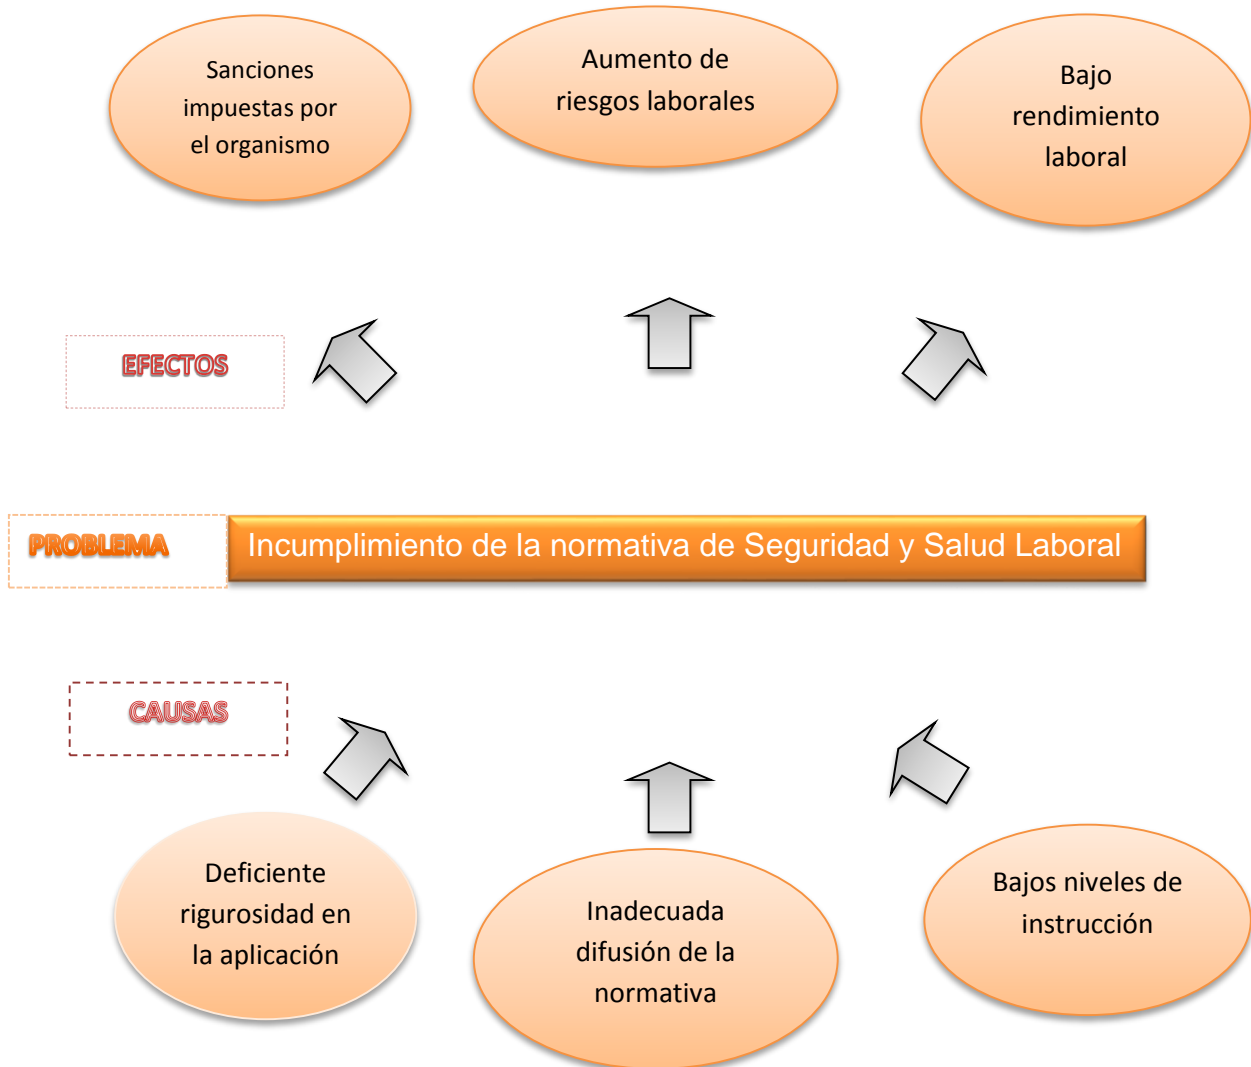 Sanciones
impuestas por
el organismo
Aumento de
riesgos laborales
Bajo
rendimiento
laboral
EFECTOS
PROBLEMA
Incumplimiento de la normativa de Seguridad y Salud Laboral
CAUSAS
Deficiente
rigurosidad en
la aplicación
Inadecuada
difusión de la
normativa
Bajos niveles de
instrucción